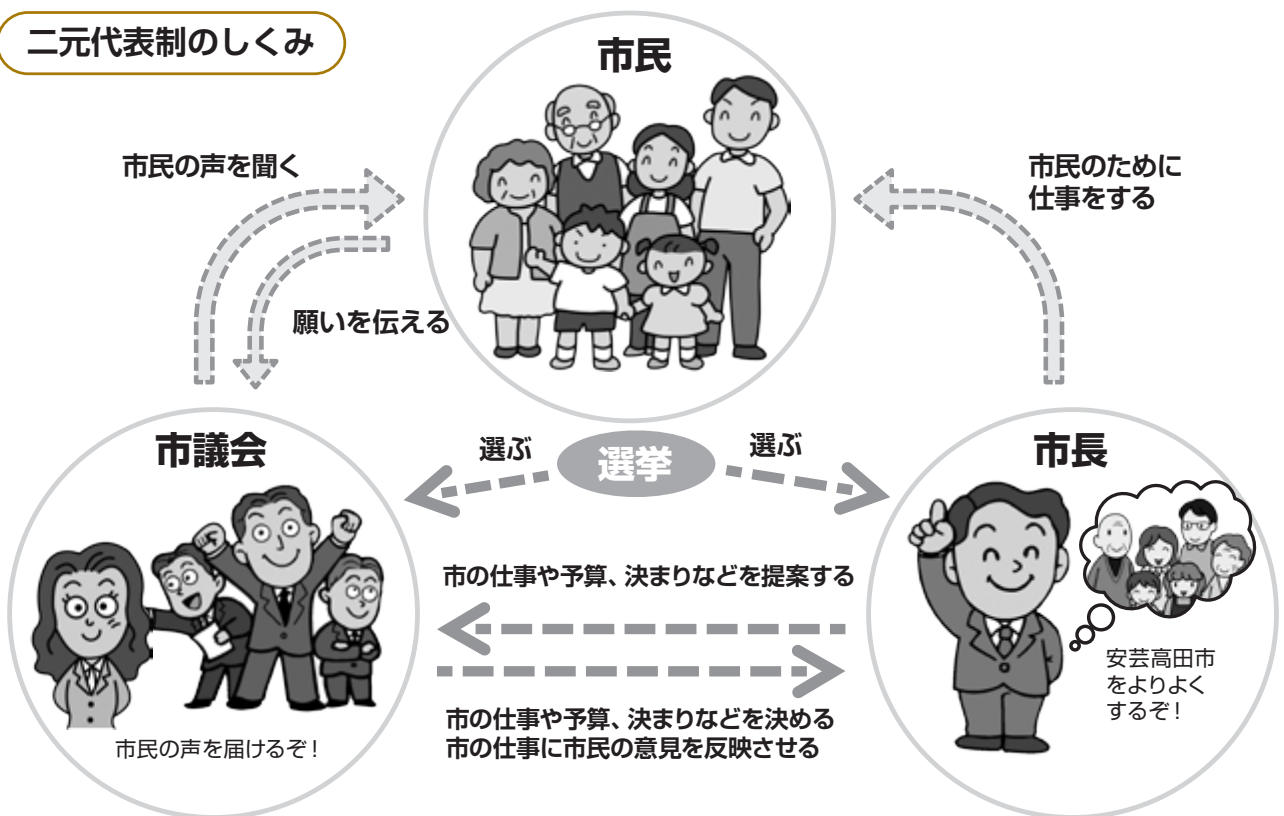 二元代表制のしくみ
市民
市民の声を聞く
市民のために
仕事をする
願いを伝える
市議会
選ぶ
選挙
選ぶ
市長
市の仕事や予算、決まりなどを提案する
安芸高田市
をよりよく
するぞ！
市の仕事や予算、決まりなどを決める
市の仕事に市民の意見を反映させる
市民の声を届けるぞ！